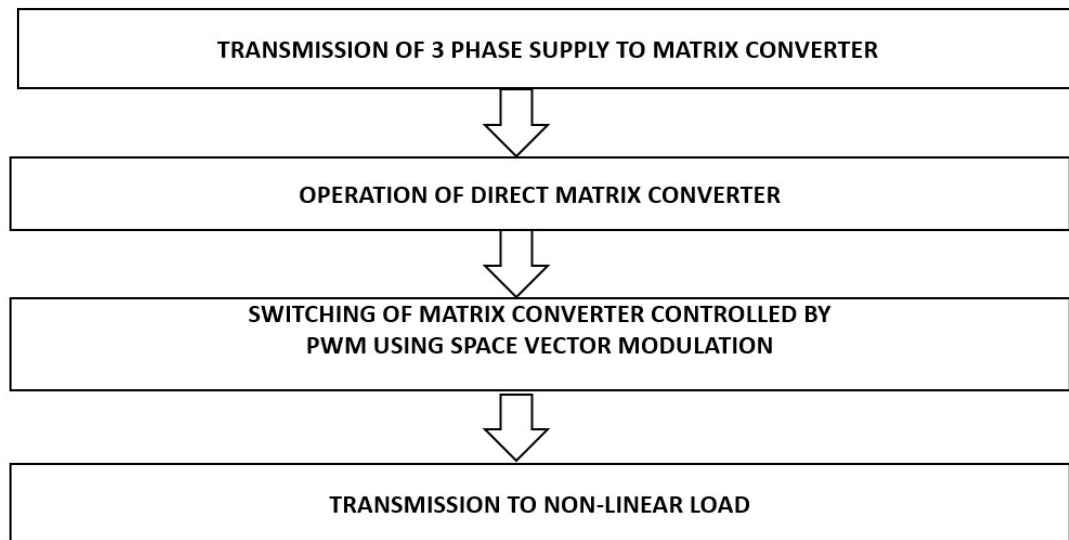 TRANSMISSION OF 3 PHASE SUPPLY TO MATRIX CONVERTER
OPERATION OF DIRECT MATRIX CONVERTER
SWITCHING OF MATRIX CONVERTER CONTROLLED BY
PWM USING SPACE VECTOR MODULATION
TRANSMISSION TO NON-LINEAR LOAD